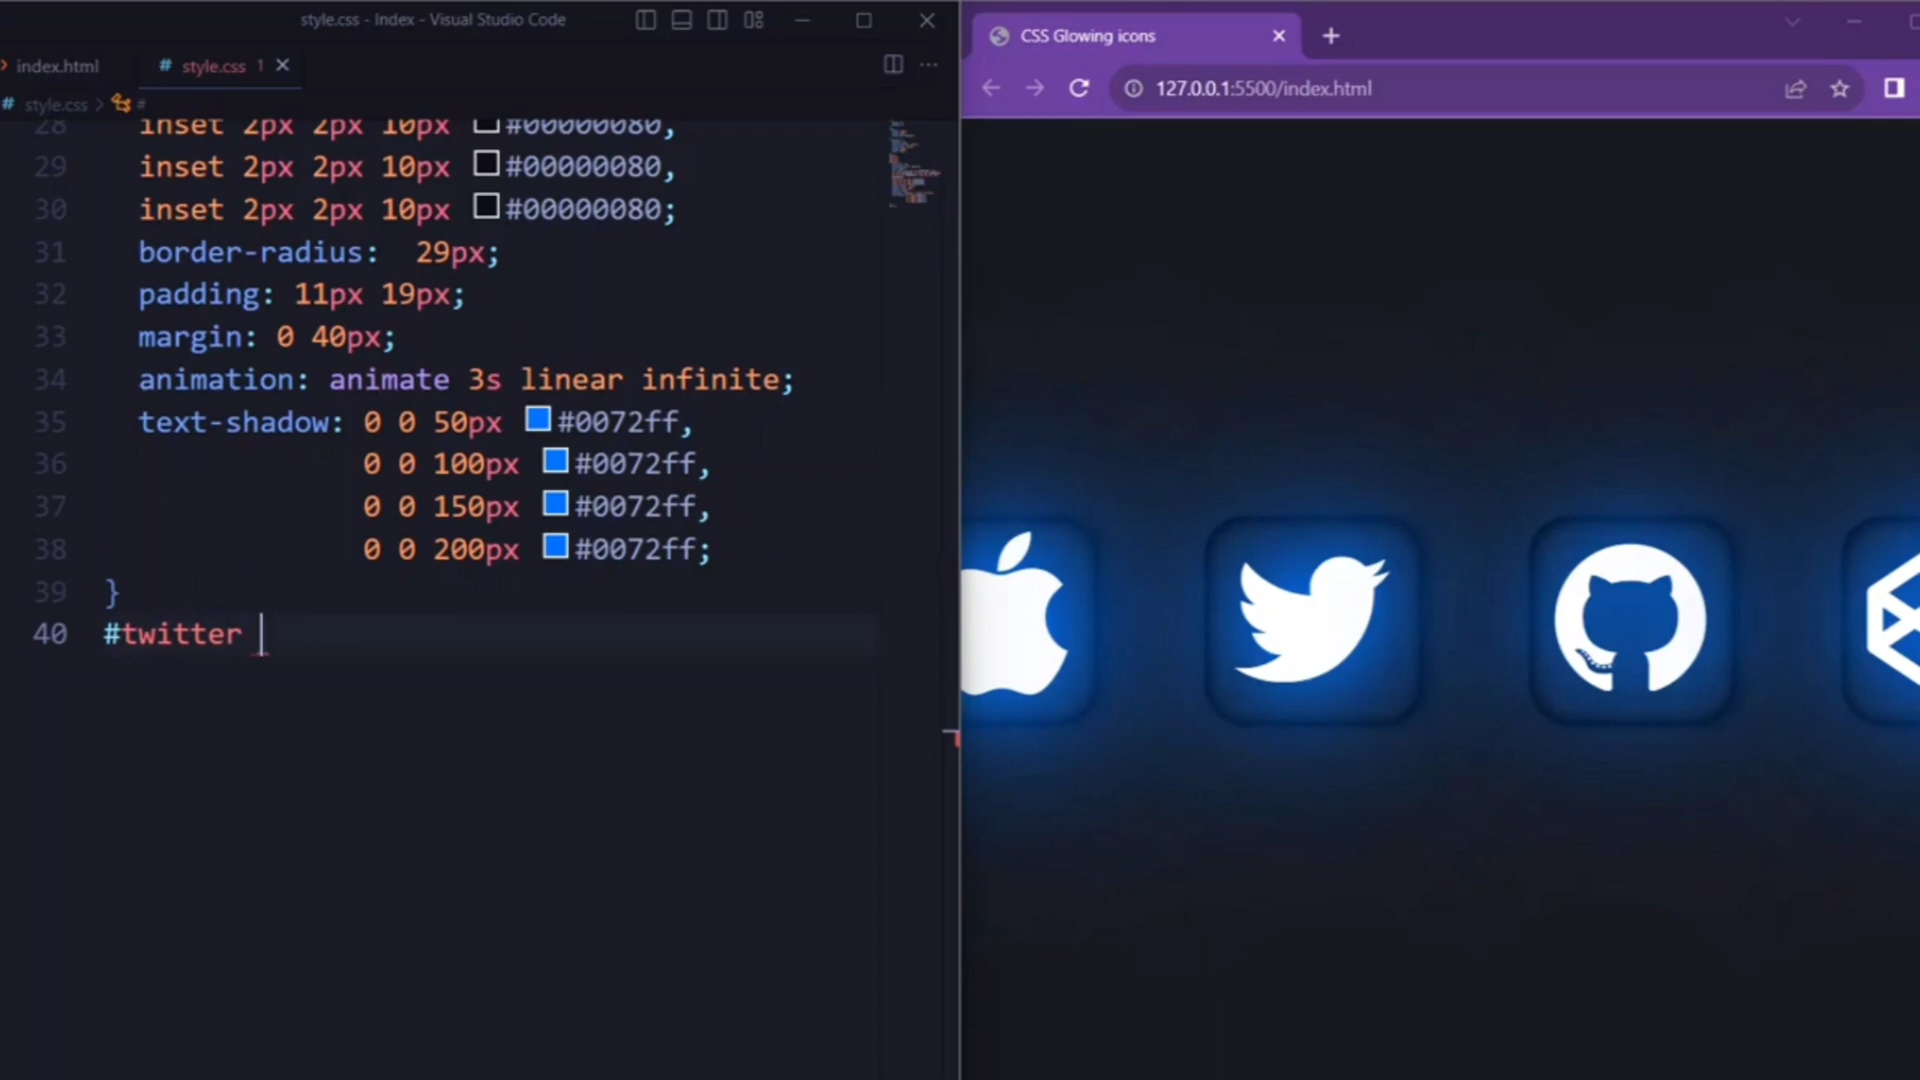 style.css - Index - Visual Studio Code
index.html
# style.css 1
# style.css > #
28 inset 2px 2px 10px #00000080,
29 inset 2px 2px 10px #00000080,
30 inset 2px 2px 10px #00000080;
31 border-radius: 29px;
32 padding: 11px 19px;
33 margin: 0 40px;
34 animation: animate 3s linear infinite;
35 text-shadow: 0 0 50px #0072ff,
36 0 0 100px #0072ff,
37 0 0 150px #0072ff,
38 0 0 200px #0072ff;
39 }
40 #twitter
CSS Glowing icons
127.0.0.1:5500/index.html